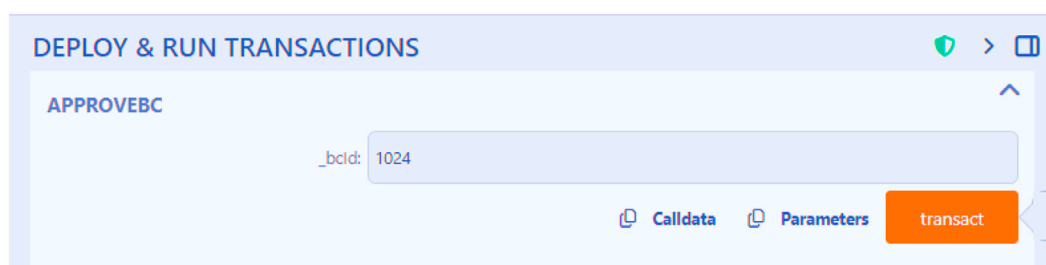 DEPLOY & RUN TRANSACTIONS
APPROVEBC
_bcId: 1024
Calldata Parameters transact